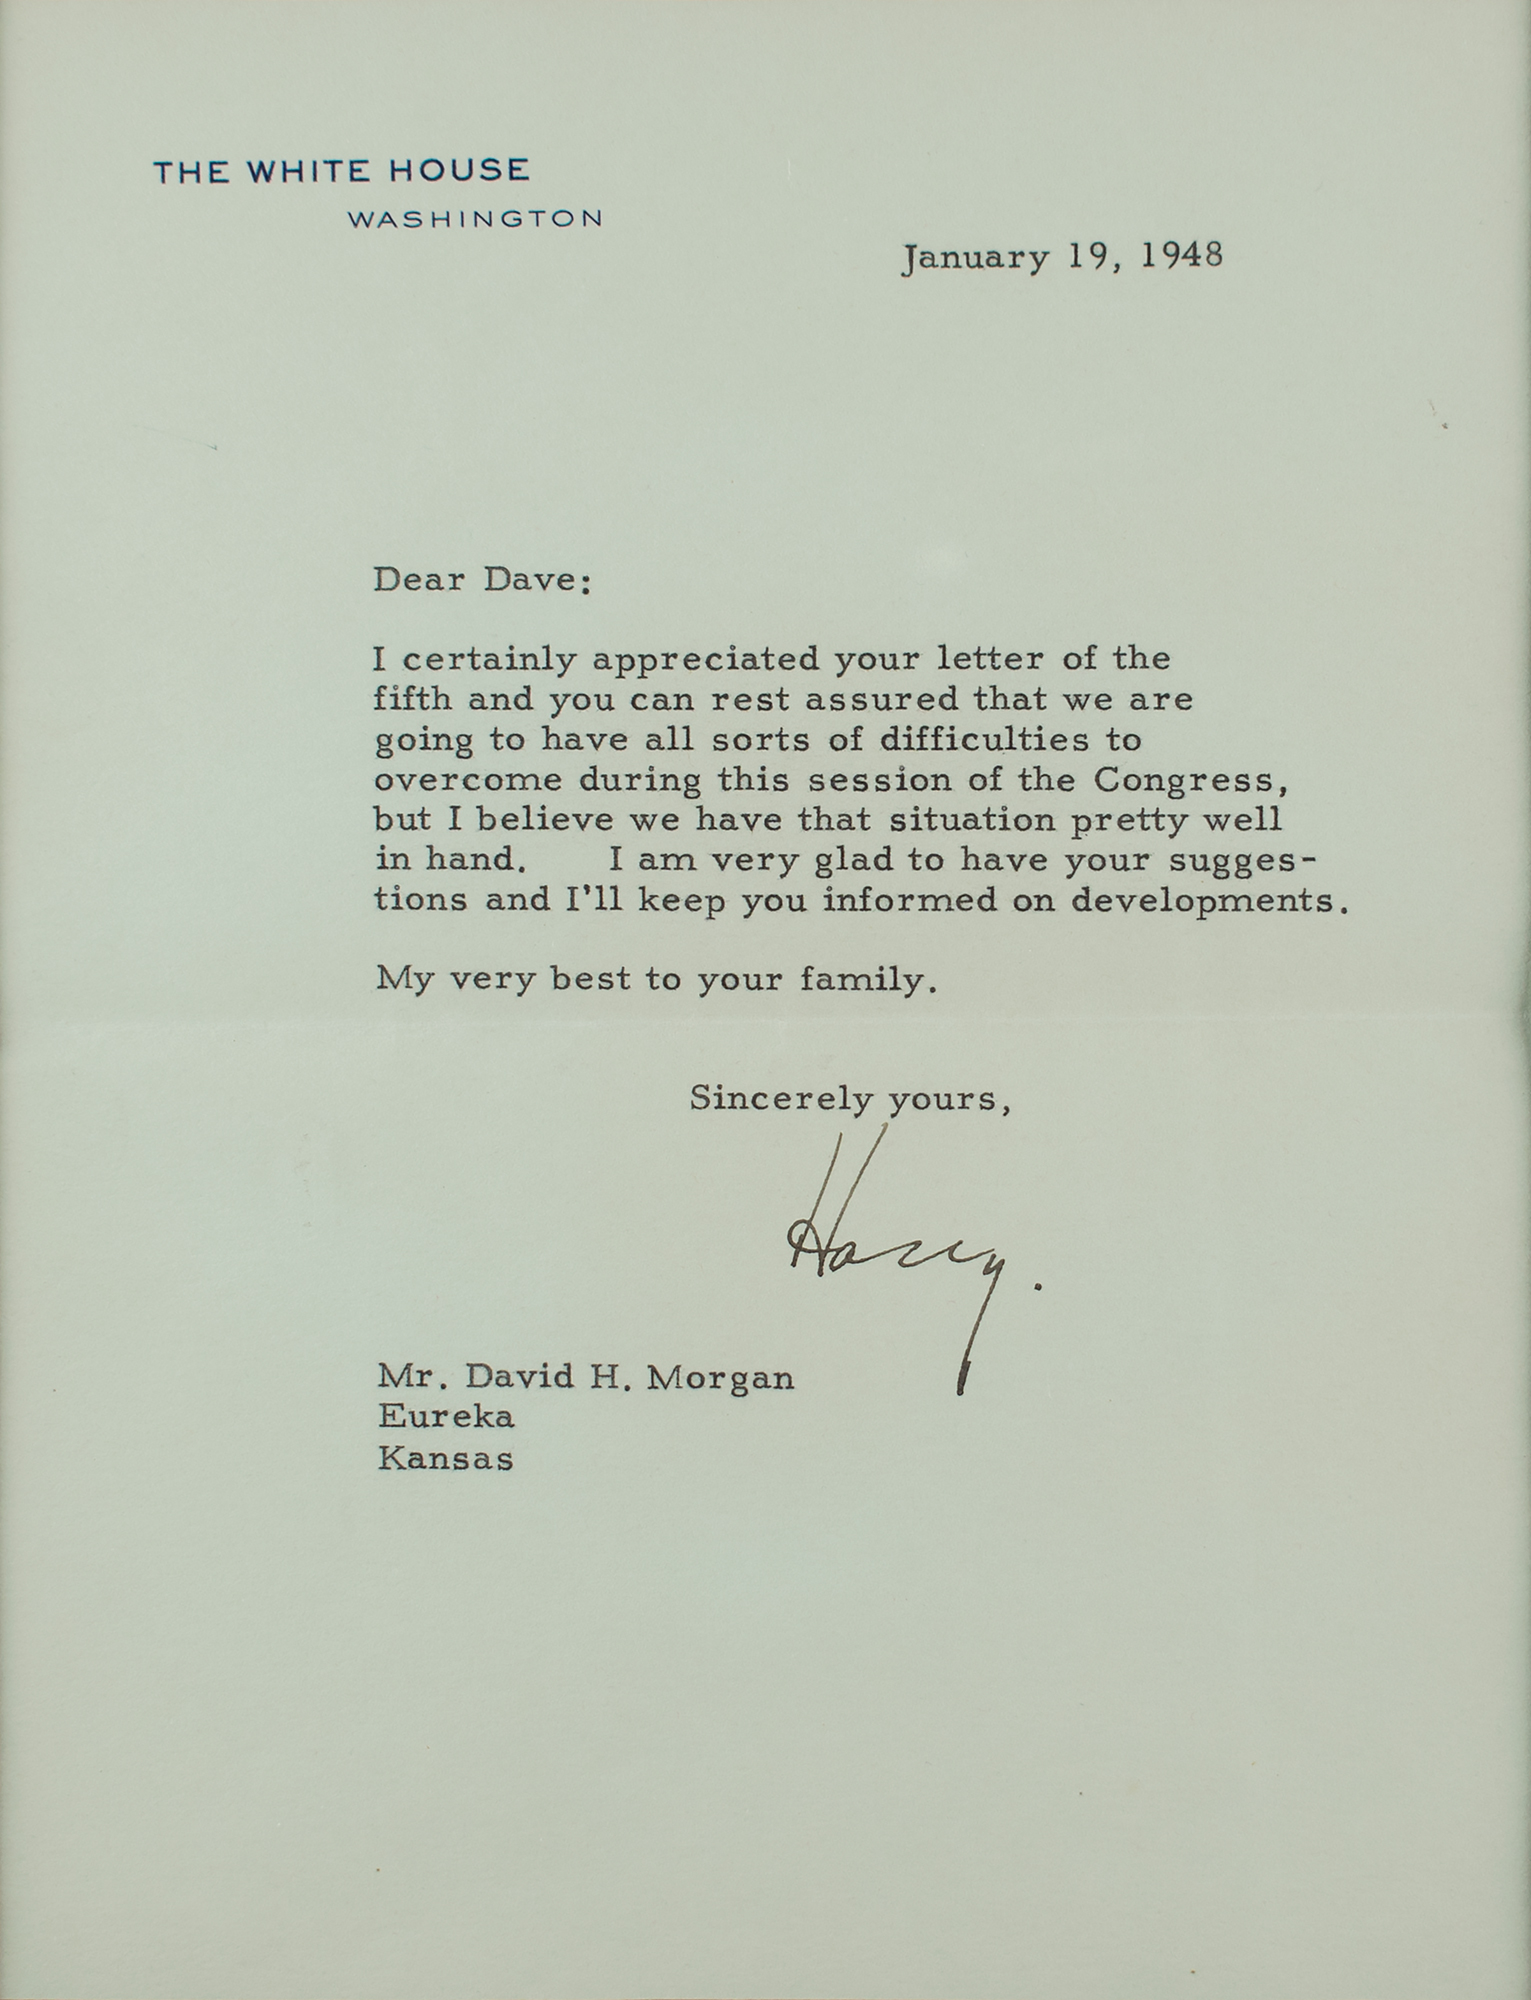 THE WHITE HOUSE
WASHINGTON
January 19, 1948
Dear Dave:
I certainly appreciated your letter of the
fifth and you can rest assured that we are
going to have all sorts of difficulties to
overcome during this session of the Congress,
but I believe we have that situation pretty well
in hand. I am very glad to have your sugges-
tions and I'll keep you informed on developments.
My very best to your family.
Sincerely yours,
Harry.
Mr. David H. Morgan
Eureka
Kansas